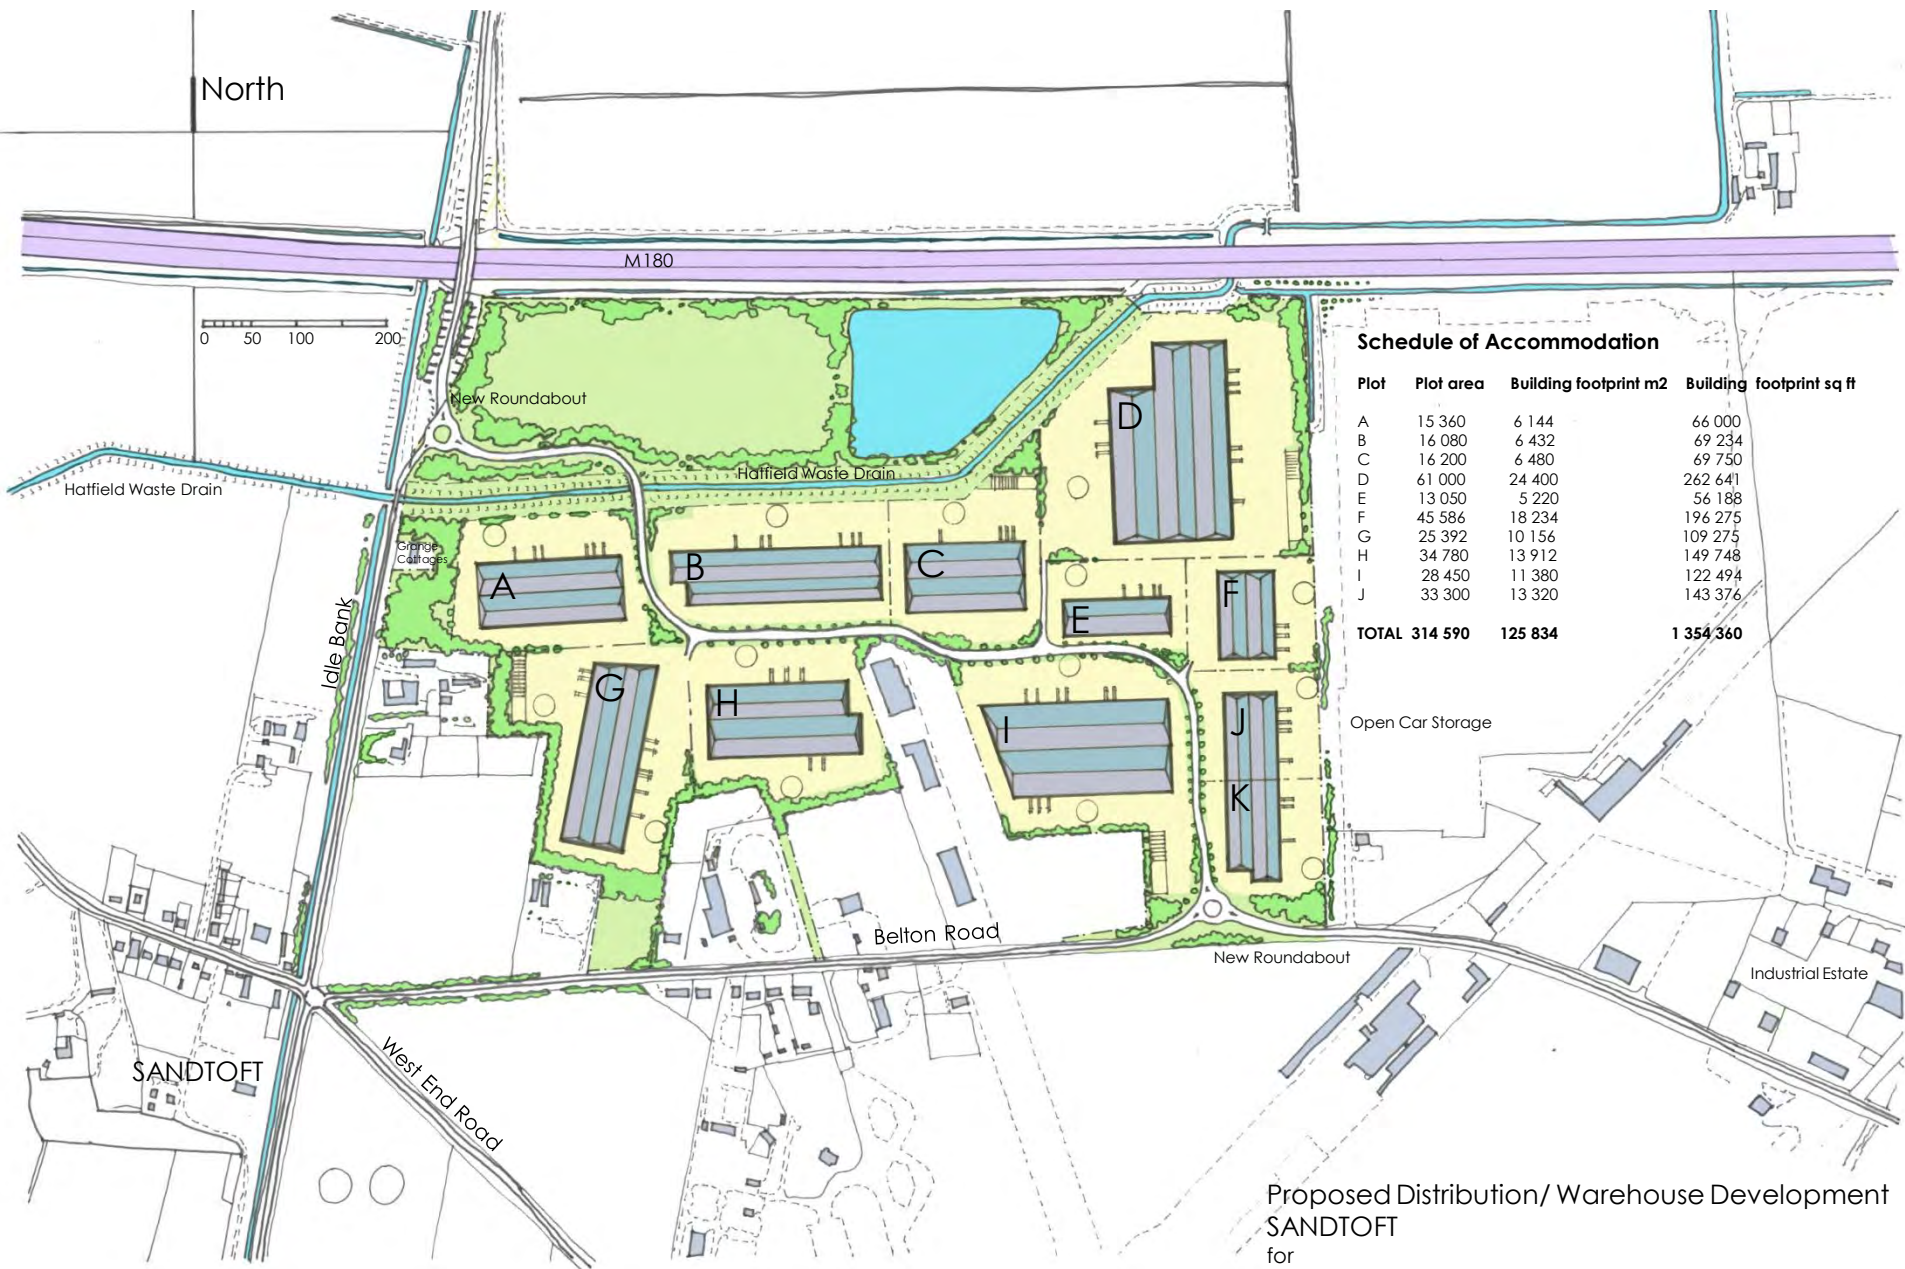 North
M180
0 50 100 200
New Roundabout
Hatfield Waste Drain
Hatfield Waste Drain
Grange
Cottages
Idle Bank
A
B
C
D
E
F
G
H
I
J
K
Schedule of Accommodation
Plot Plot area Building footprint m2 Building footprint sq ft
A 15 360 6 144 66 000
B 16 080 6 432 69 234
C 16 200 6 480 69 750
D 61 000 24 400 262 641
E 13 050 5 220 56 188
F 45 586 18 234 196 275
G 25 392 10 156 109 275
H 34 780 13 912 149 748
I 28 450 11 380 122 494
J 33 300 13 320 143 376
TOTAL 314 590 125 834 1 354 360
Open Car Storage
Belton Road
New Roundabout
Industrial Estate
SANDTOFT
West End Road
Proposed Distribution/ Warehouse Development
SANDTOFT
for